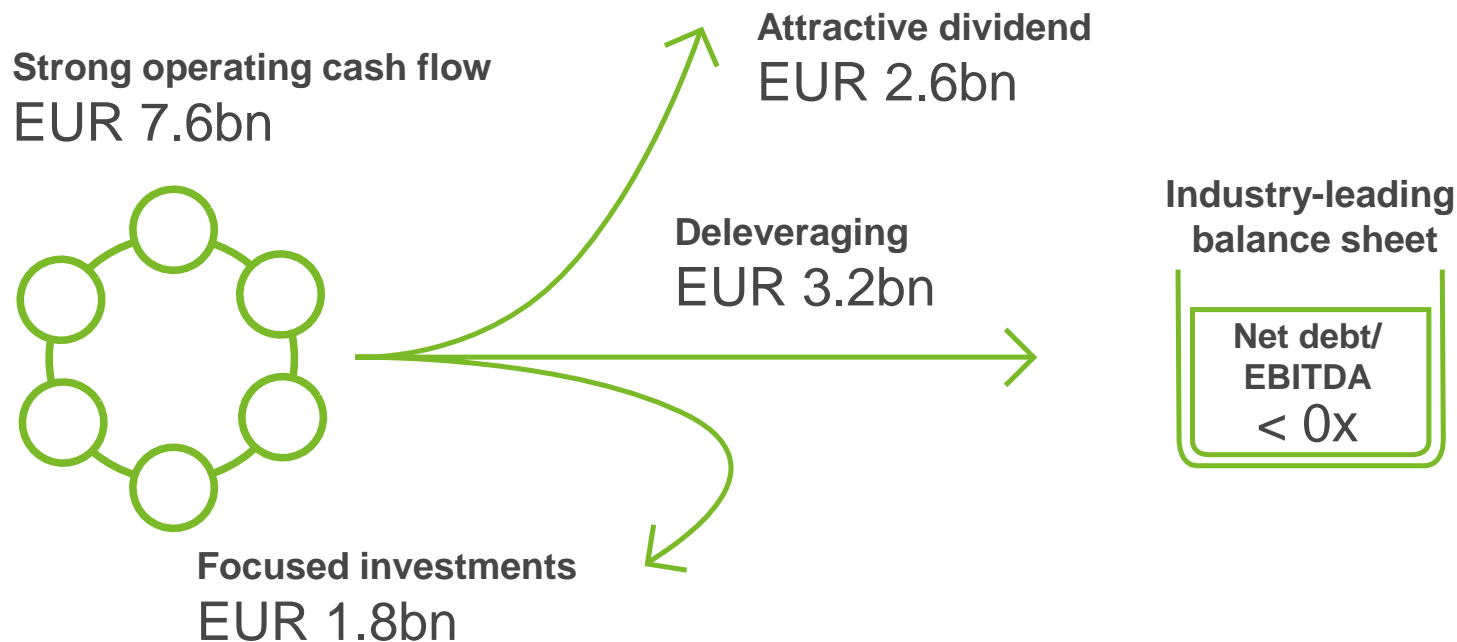 Strong operating cash flow
EUR 7.6bn
Attractive dividend
EUR 2.6bn
Deleveraging
EUR 3.2bn
Focused investments
EUR 1.8bn
Industry-leading
balance sheet
Net debt/
EBITDA
< 0x